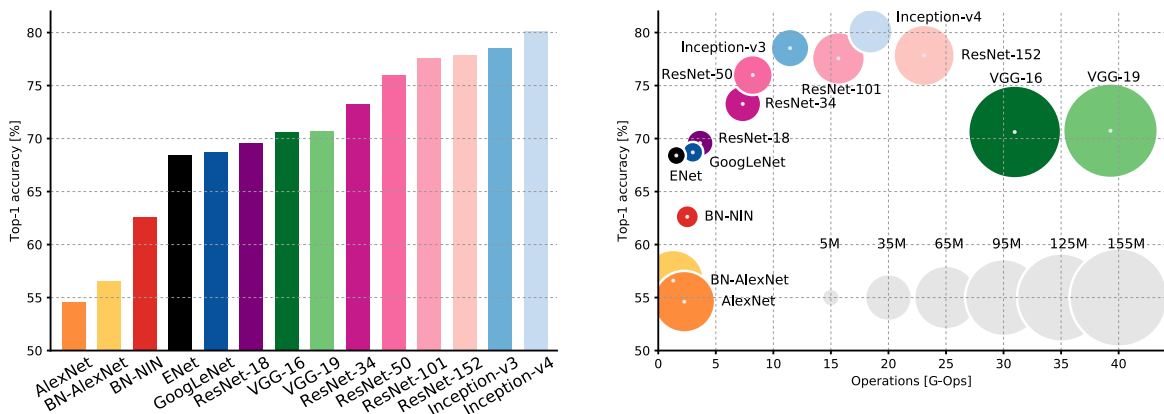 80
75
70
65
60
55
50
Top-1 accuracy [%]
AlexNet
BN-AlexNet
BN-NIN
ENet
GoogLeNet
ResNet-18
VGG-16
VGG-19
ResNet-34
ResNet-50
ResNet-101
ResNet-152
Inception-v3
Inception-v4
80
75
70
65
60
55
50
Top-1 accuracy [%]
Inception-v4
Inception-v3
ResNet-152
ResNet-50
VGG-16
VGG-19
ResNet-101
ResNet-34
ResNet-18
GoogLeNet
ENet
BN-NIN
5M
35M
65M
95M
125M
155M
BN-AlexNet
AlexNet
0
5
10
15
20
25
30
35
40
Operations [G-Ops]